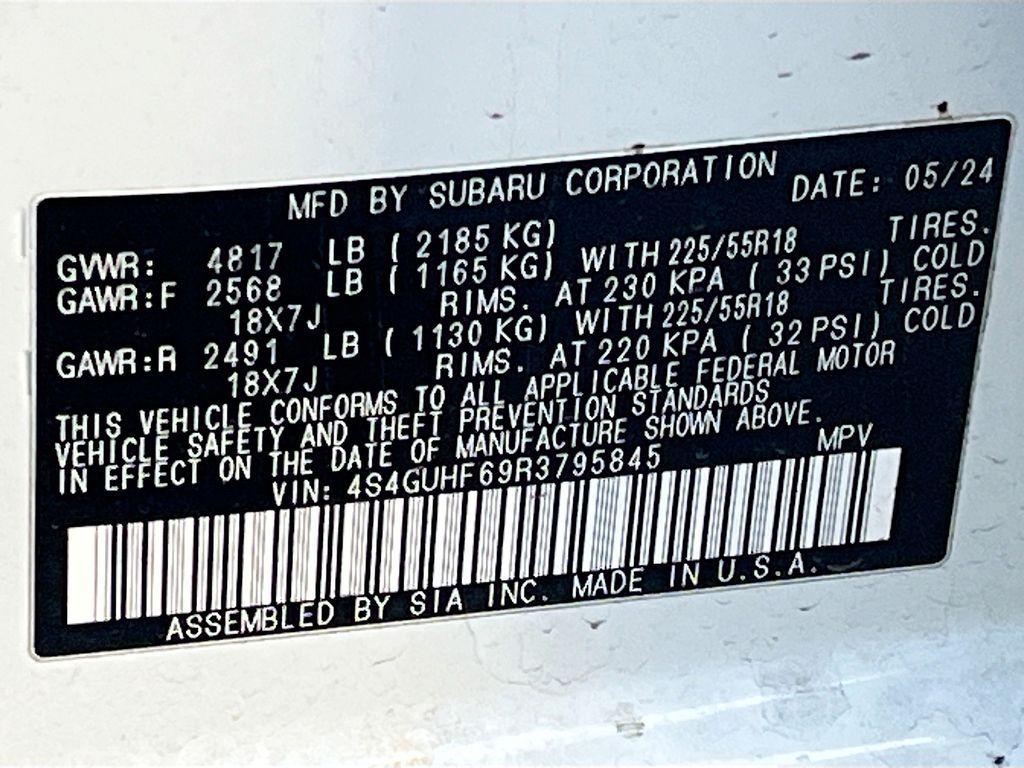 MFD BY SUBARU CORPORATION DATE: 05/24
GVWR: 4817 LB ( 2185 KG)
GAWR:F 2568 LB ( 1165 KG) WITH 225/55R18 TIRES.
18X7J RIMS. AT 230 KPA ( 33 PSI) COLD
GAWR:R 2491 LB ( 1130 KG) WITH 225/55R18 TIRES.
18X7J RIMS. AT 220 KPA ( 32 PSI) COLD
THIS VEHICLE CONFORMS TO ALL APPLICABLE FEDERAL MOTOR
VEHICLE SAFETY AND THEFT PREVENTION STANDARDS
IN EFFECT ON THE DATE OF MANUFACTURE SHOWN ABOVE.
VIN: 4S4GUHF69R3795845 MPV
ASSEMBLED BY SIA INC. MADE IN U.S.A.